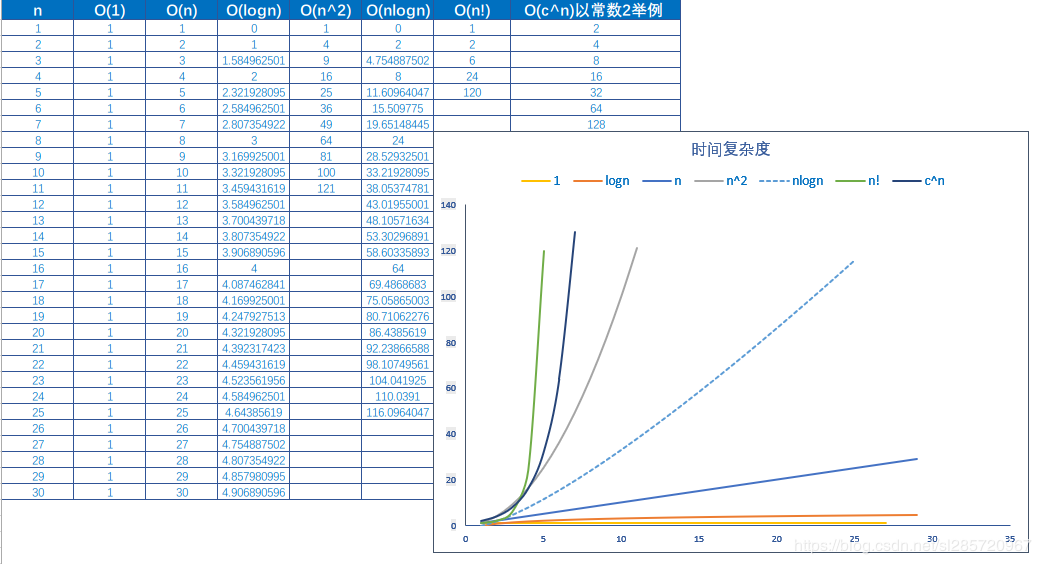 n O(1) O(n) O(logn) O(n^2) O(nlogn) O(n!) O(c^n)以常数2举例
1 1 1 0 1 0 1 2
2 1 2 1 4 2 2 4
3 1 3 1.584962501 9 4.754887502 6 8
4 1 4 2 16 8 24 16
5 1 5 2.321928095 25 11.60964047 120 32
6 1 6 2.584962501 36 15.509775 64
7 1 7 2.807354922 49 19.65148445 128
8 1 8 3 64 24
9 1 9 3.169925001 81 28.52932501
10 1 10 3.321928095 100 33.21928095
11 1 11 3.459431619 121 38.05374781
12 1 12 3.584962501 43.01955001
13 1 13 3.700439718 48.10571634
14 1 14 3.807354922 53.30296891
15 1 15 3.906890596 58.60335893
16 1 16 4 64
17 1 17 4.087462841 69.4868683
18 1 18 4.169925001 75.05865003
19 1 19 4.247927513 80.71062276
20 1 20 4.321928095 86.4385619
21 1 21 4.392317423 92.23866588
22 1 22 4.459431619 98.10749561
23 1 23 4.523561956 104.041925
24 1 24 4.584962501 110.0391
25 1 25 4.64385619 116.0964047
26 1 26 4.700439718
27 1 27 4.754887502
28 1 28 4.807354922
29 1 29 4.857980995
30 1 30 4.906890596
时间复杂度
1 logn n n^2 nlogn n! c^n
140
120
100
80
60
40
20
0
0 5 10 15 20 25 30 35
https://blog.csdn.net/sl285720967